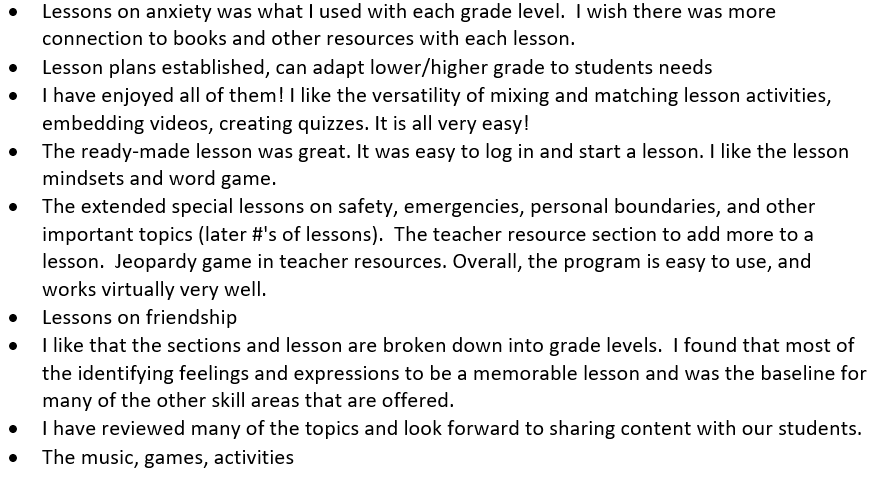 • Lessons on anxiety was what I used with each grade level.  I wish there was more
connection to books and other resources with each lesson.
• Lesson plans established, can adapt lower/higher grade to students needs
• I have enjoyed all of them! I like the versatility of mixing and matching lesson activities,
embedding videos, creating quizzes. It is all very easy!
• The ready-made lesson was great. It was easy to log in and start a lesson. I like the lesson
mindsets and word game.
• The extended special lessons on safety, emergencies, personal boundaries, and other
important topics (later #'s of lessons).  The teacher resource section to add more to a
lesson.  Jeopardy game in teacher resources. Overall, the program is easy to use, and
works virtually very well.
• Lessons on friendship
• I like that the sections and lesson are broken down into grade levels.  I found that most of
the identifying feelings and expressions to be a memorable lesson and was the baseline for
many of the other skill areas that are offered.
• I have reviewed many of the topics and look forward to sharing content with our students.
• The music, games, activities